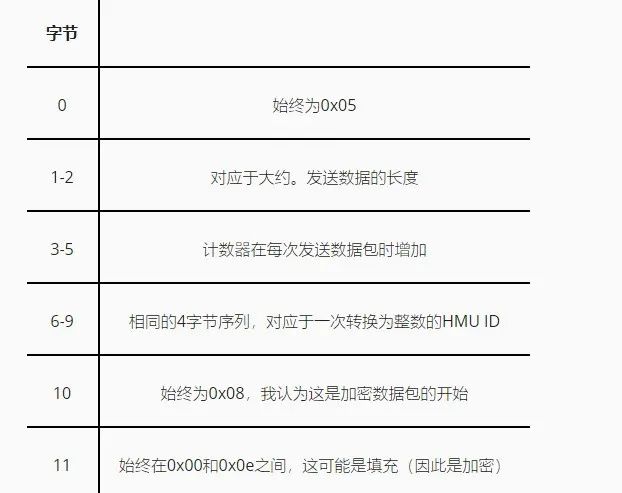 字节
0 始终为0x05
1-2 对应于大约。发送数据的长度
3-5 计数器在每次发送数据包时增加
6-9 相同的4字节序列，对应于一次转换为整数的HMU ID
10 始终为0x08，我认为这是加密数据包的开始
11 始终在0x00和0x0e之间，这可能是填充（因此是加密）